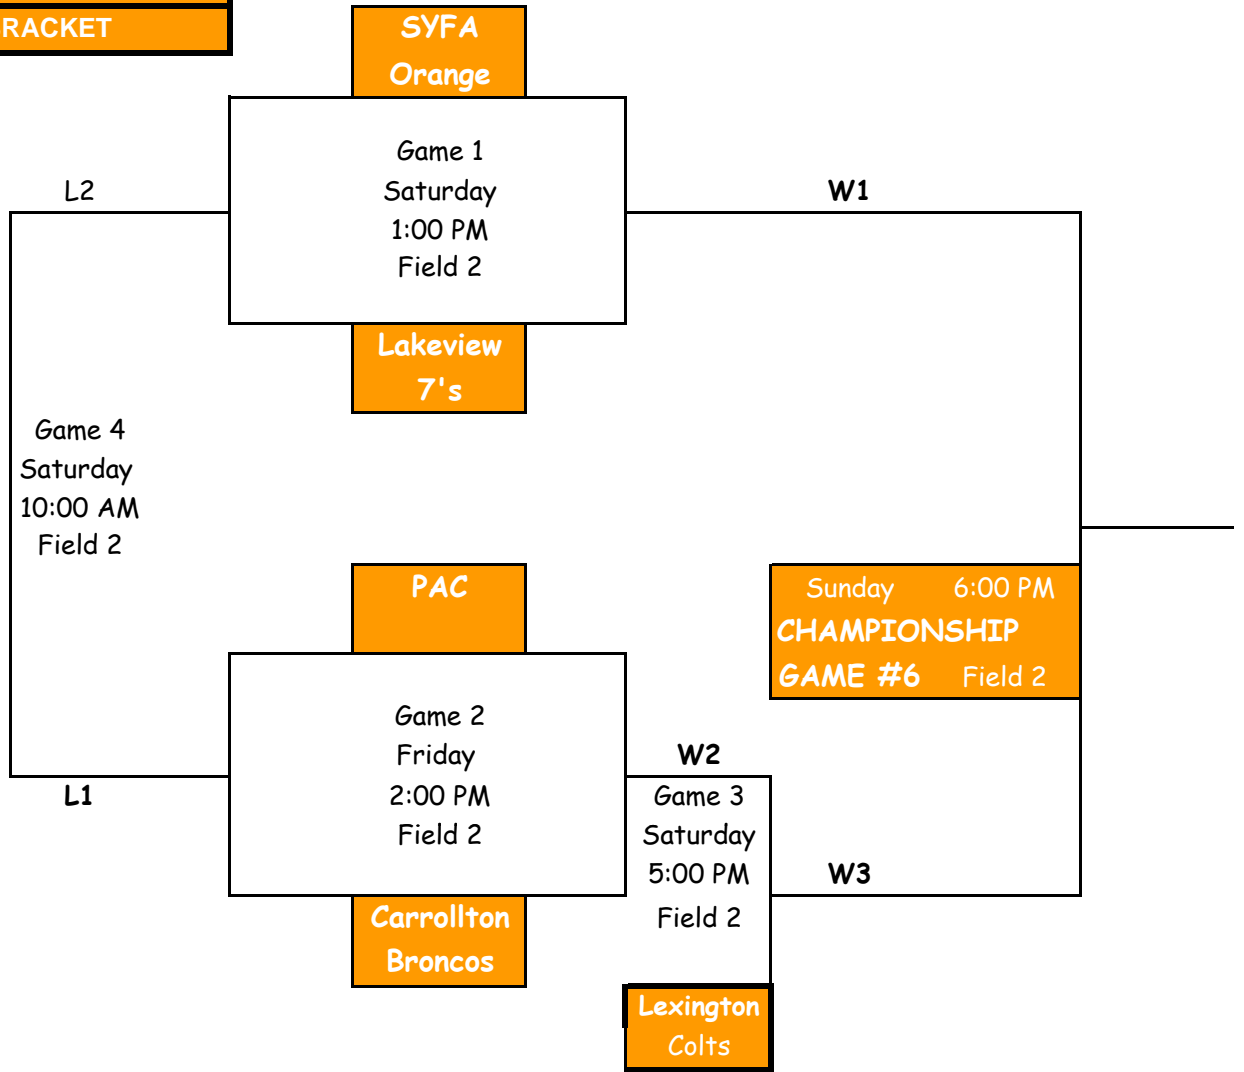 RACKET
SYFA
Orange
Game 1
Saturday
1:00 PM
Field 2
L2
W1
Lakeview
7's
Game 4
Saturday
10:00 AM
Field 2
PAC
Sunday 6:00 PM
CHAMPIONSHIP
GAME #6 Field 2
Game 2
Friday
2:00 PM
Field 2
L1
W2
Game 3
Saturday
5:00 PM
Field 2
W3
Carrollton
Broncos
Lexington
Colts